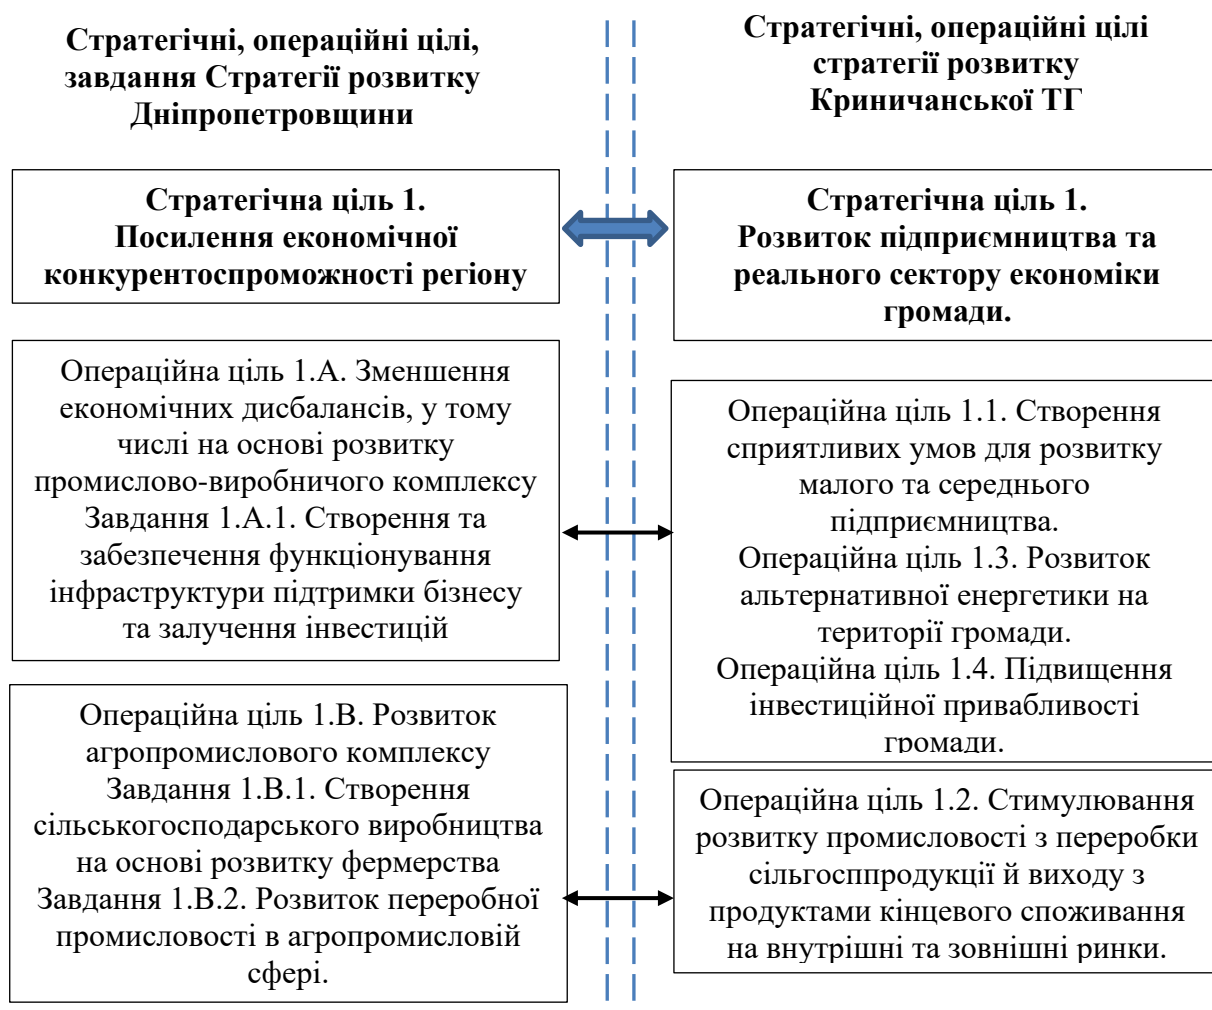 Стратегічні, операційні цілі,
завдання Стратегії розвитку
Дніпропетровщини
Стратегічні, операційні цілі
стратегії розвитку
Криничанської ТГ
Стратегічна ціль 1.
Посилення економічної
конкурентоспроможності регіону
Стратегічна ціль 1.
Розвиток підприємництва та
реального сектору економіки
громади.
Операційна ціль 1.А. Зменшення
економічних дисбалансів, у тому
числі на основі розвитку
промислово-виробничого комплексу
Завдання 1.А.1. Створення та
забезпечення функціонування
інфраструктури підтримки бізнесу
та залучення інвестицій
Операційна ціль 1.1. Створення
сприятливих умов для розвитку
малого та середнього
підприємництва.
Операційна ціль 1.3. Розвиток
альтернативної енергетики на
території громади.
Операційна ціль 1.4. Підвищення
інвестиційної привабливості
громади.
Операційна ціль 1.В. Розвиток
агропромислового комплексу
Завдання 1.В.1. Створення
сільськогосподарського виробництва
на основі розвитку фермерства
Завдання 1.В.2. Розвиток переробної
промисловості в агропромисловій
сфері.
Операційна ціль 1.2. Стимулювання
розвитку промисловості з переробки
сільгосппродукції й виходу з
продуктами кінцевого споживання
на внутрішні та зовнішні ринки.